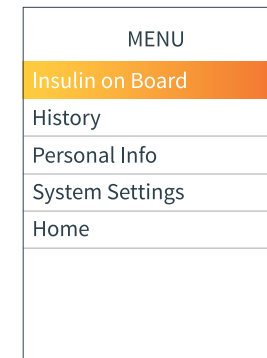 MENU
Insulin on Board
History
Personal Info
System Settings
Home